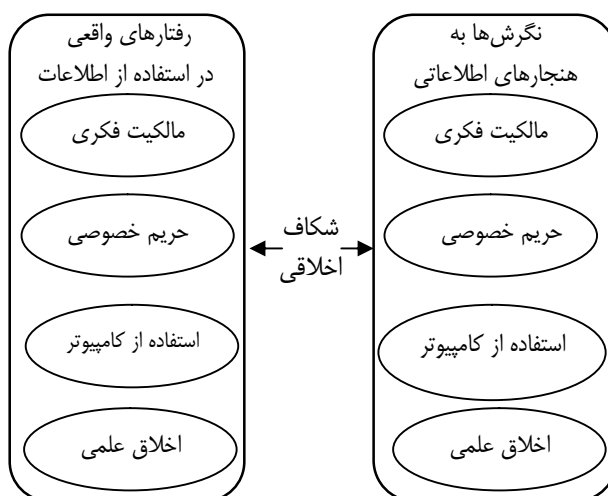 نگرش‌ها به
هنجارهای اطلاعاتی
مالکیت فکری
حریم خصوصی
استفاده از کامپیوتر
اخلاق علمی
شکاف
اخلاقی
رفتارهای واقعی
در استفاده از اطلاعات
مالکیت فکری
حریم خصوصی
استفاده از کامپیوتر
اخلاق علمی